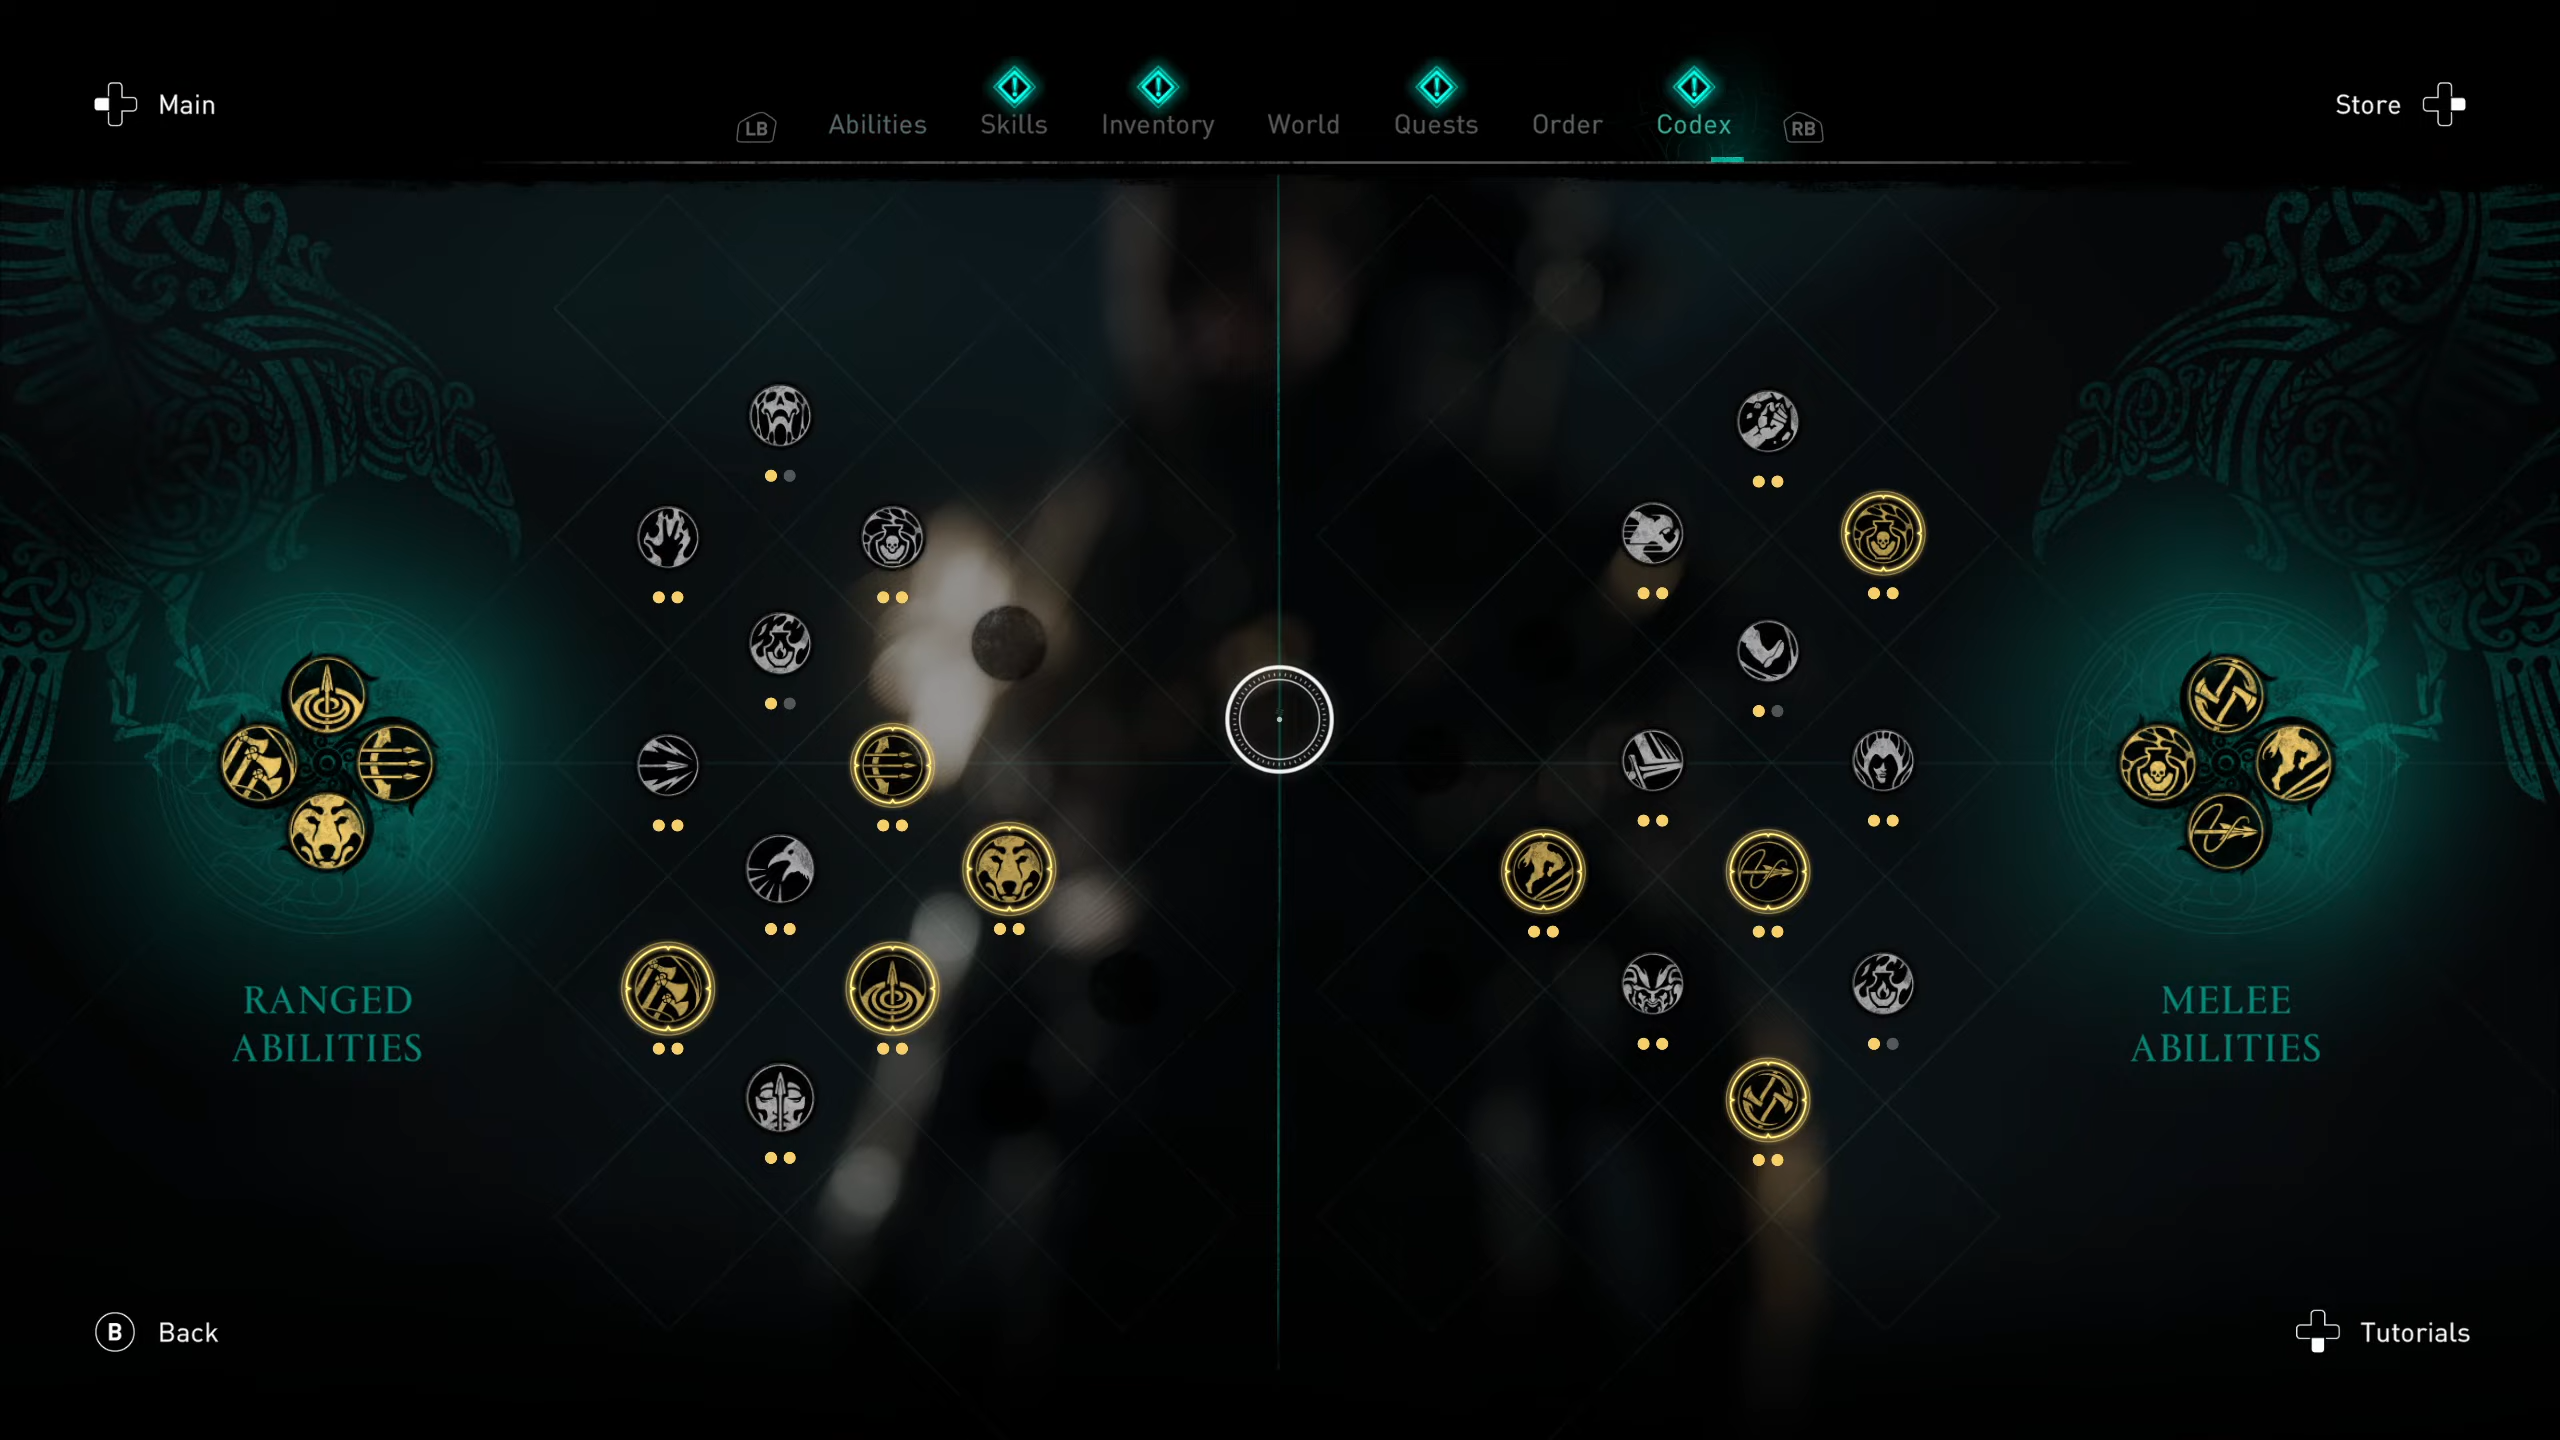 Main
LB
Abilities
Skills
Inventory
World
Quests
Order
Codex
RB
Store
RANGED
ABILITIES
MELEE
ABILITIES
B
Back
Tutorials